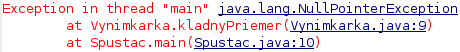 Exception in thread "main" java.lang.NullPointerException
at Vynimkarka.kladnyPriemer(Vynimkarka.java:9)
at Spustac.main(Spustac.java:10)